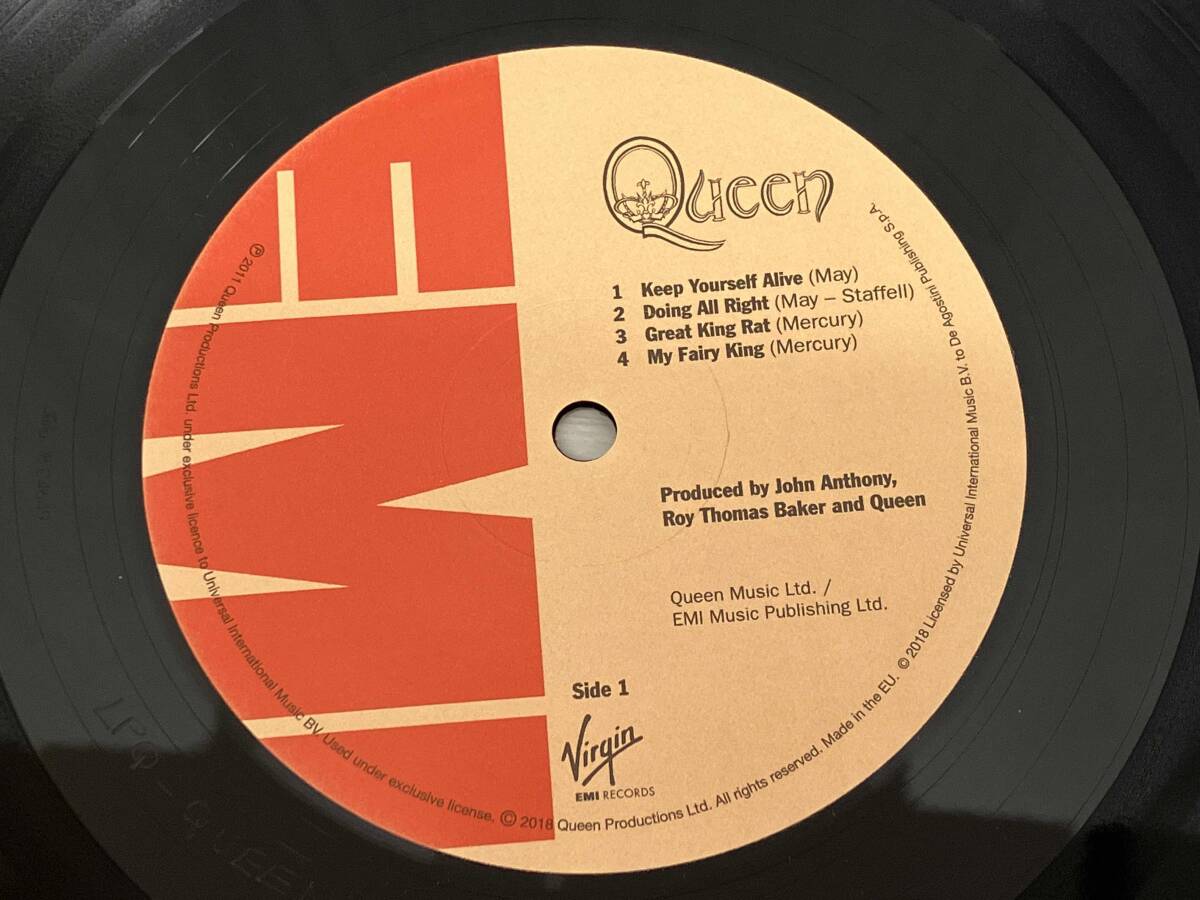 Queen
1 Keep Yourself Alive (May)
2 Doing All Right (May – Staffell)
3 Great King Rat (Mercury)
4 My Fairy King (Mercury)
Produced by John Anthony,
Roy Thomas Baker and Queen
Queen Music Ltd. /
EMI Music Publishing Ltd.
Side 1
Virgin
EMI RECORDS
℗ 2011 Queen Productions Ltd. under exclusive licence to Universal International Music BV. Used under exclusive license. © 2018 Queen Productions Ltd. All rights reserved. Made in the EU. © 2018 Licensed by Universal International Music B.V. to De Agostini Publishing S.p.A.
EMI
LPQ - QUEE